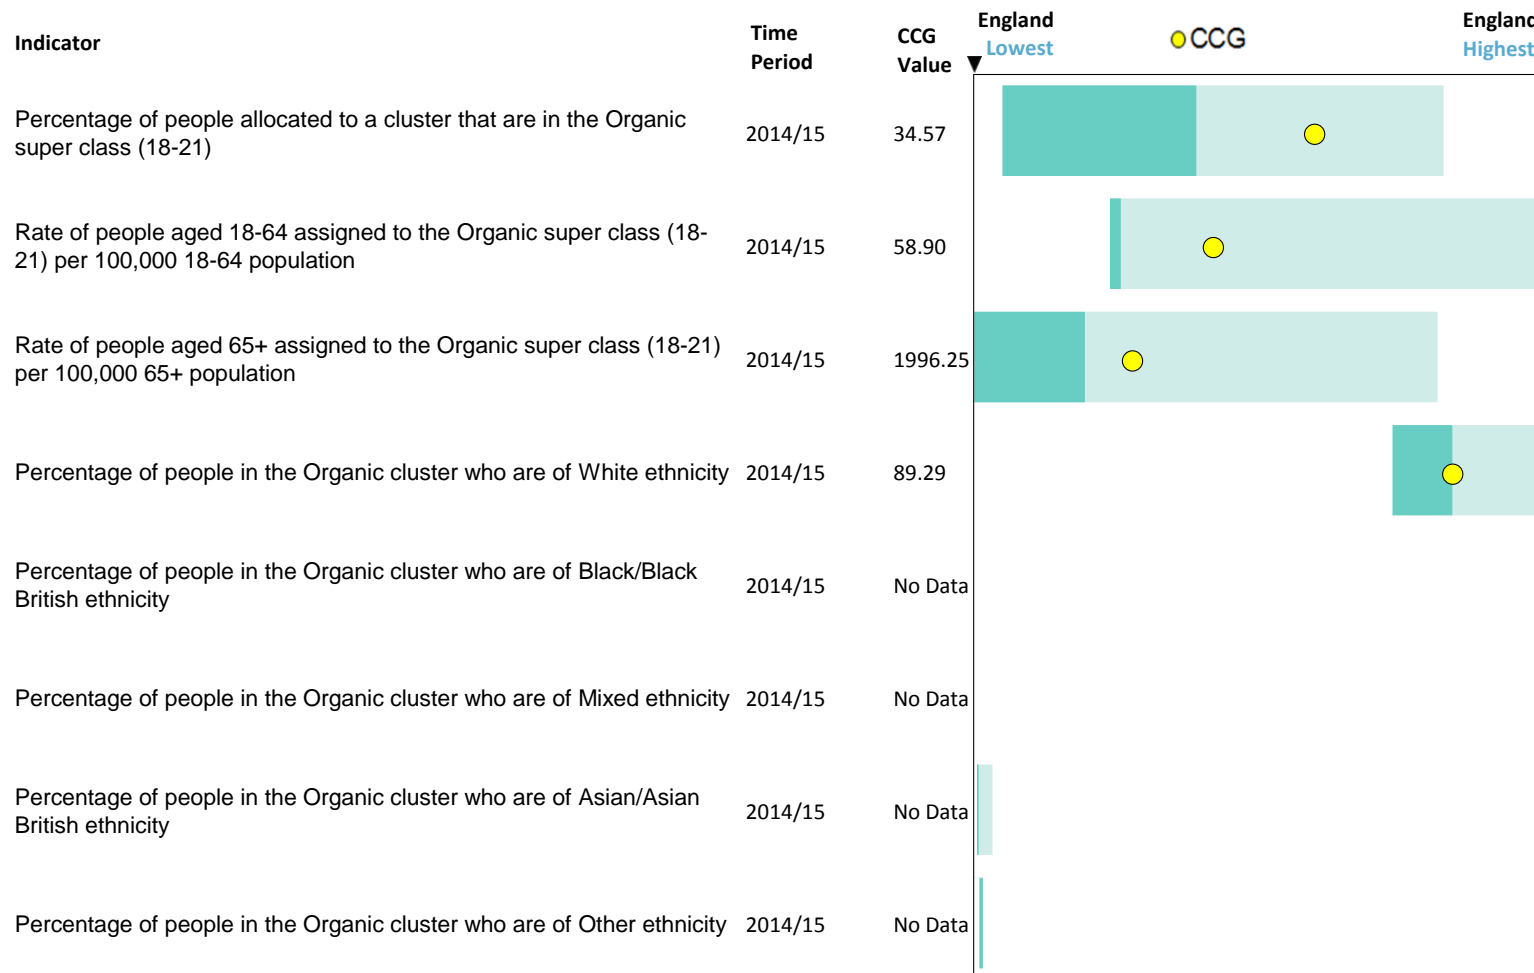 Indicator
Time
Period
CCG
Value
England
Lowest
CCG
England
Highest
Percentage of people allocated to a cluster that are in the Organic
super class (18-21)
2014/15
34.57
Rate of people aged 18-64 assigned to the Organic super class (18-
21) per 100,000 18-64 population
2014/15
58.90
Rate of people aged 65+ assigned to the Organic super class (18-21)
per 100,000 65+ population
2014/15
1996.25
Percentage of people in the Organic cluster who are of White ethnicity
2014/15
89.29
Percentage of people in the Organic cluster who are of Black/Black
British ethnicity
2014/15
No Data
Percentage of people in the Organic cluster who are of Mixed ethnicity
2014/15
No Data
Percentage of people in the Organic cluster who are of Asian/Asian
British ethnicity
2014/15
No Data
Percentage of people in the Organic cluster who are of Other ethnicity
2014/15
No Data